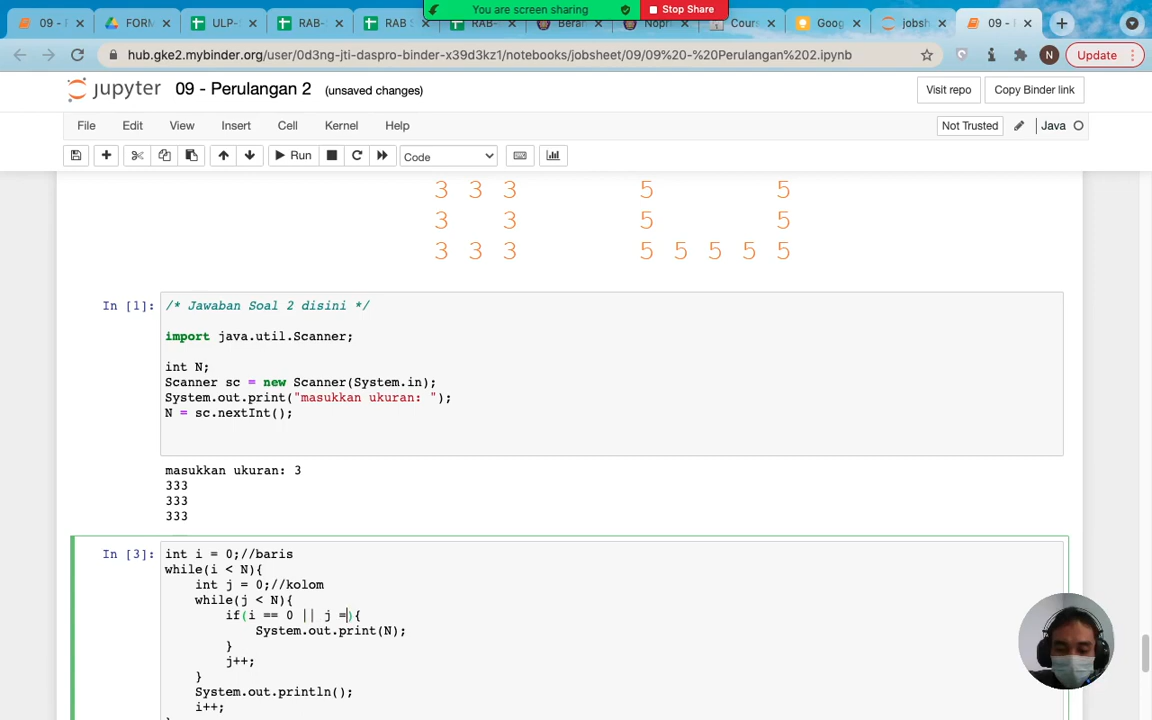 You are screen sharing Stop Share
09 - FORM ULP-S RAB- RAB S RAB- Beran Nopri Cours Goog jobsh 09 -
hub.gke2.mybinder.org/user/0d3ng-jti-daspro-binder-x39d3kz1/notebooks/jobsheet/09/09%20-%20Perulangan%202.ipynb N Update
jupyter 09 - Perulangan 2 (unsaved changes) Visit repo Copy Binder link
File Edit View Insert Cell Kernel Help Not Trusted Java
Run Code
3 3 3 5 5
3 3 5 5
3 3 3 5 5 5 5 5
In [1]: /* Jawaban Soal 2 disini */
import java.util.Scanner;
int N;
Scanner sc = new Scanner(System.in);
System.out.print("masukkan ukuran: ");
N = sc.nextInt();
masukkan ukuran: 3
333
333
333
In [3]: int i = 0;//baris
while(i < N){
int j = 0;//kolom
while(j < N){
if(i == 0 || j =){
System.out.print(N);
}
j++;
}
System.out.println();
i++;